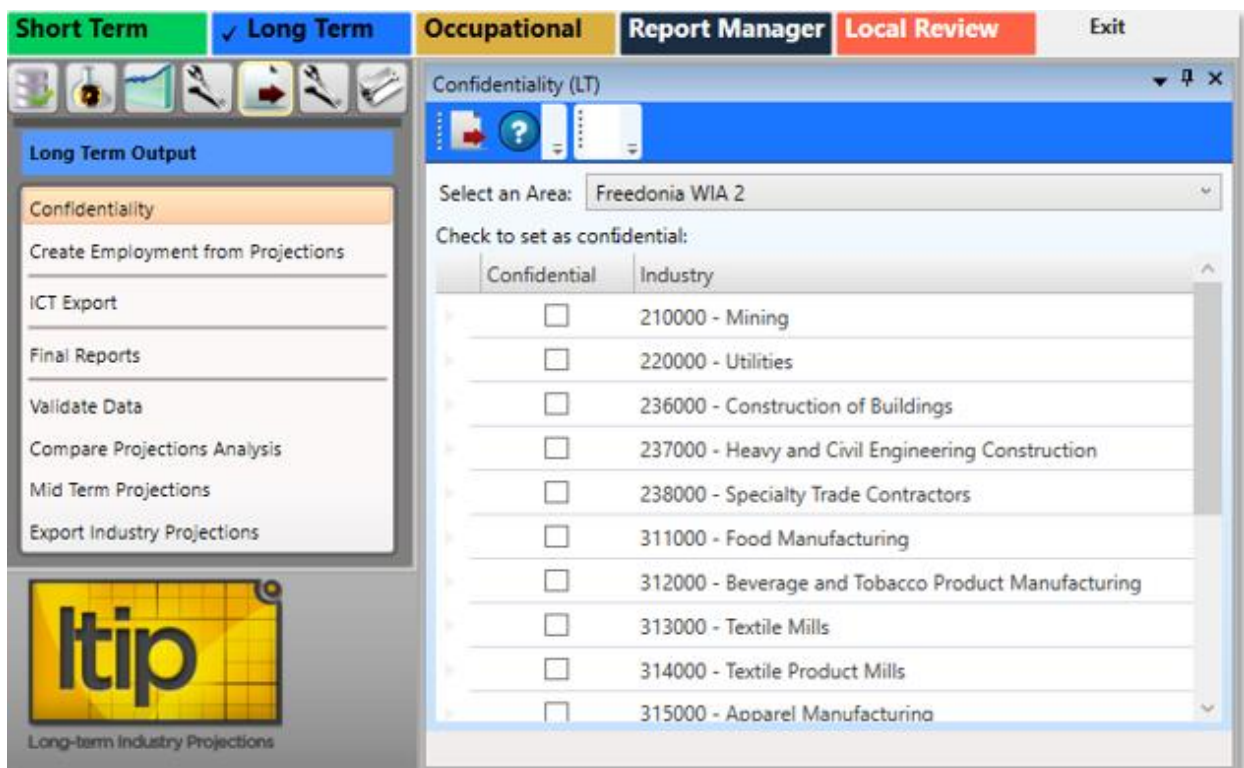 Short Term ✓ Long Term Occupational Report Manager Local Review Exit
Long Term Output
Confidentiality
Create Employment from Projections
ICT Export
Final Reports
Validate Data
Compare Projections Analysis
Mid Term Projections
Export Industry Projections
ltip
Long-term Industry Projections
Confidentiality (LT)
Select an Area: Freedonia WIA 2
Check to set as confidential:
Confidential Industry
210000 - Mining
220000 - Utilities
236000 - Construction of Buildings
237000 - Heavy and Civil Engineering Construction
238000 - Specialty Trade Contractors
311000 - Food Manufacturing
312000 - Beverage and Tobacco Product Manufacturing
313000 - Textile Mills
314000 - Textile Product Mills
315000 - Apparel Manufacturing